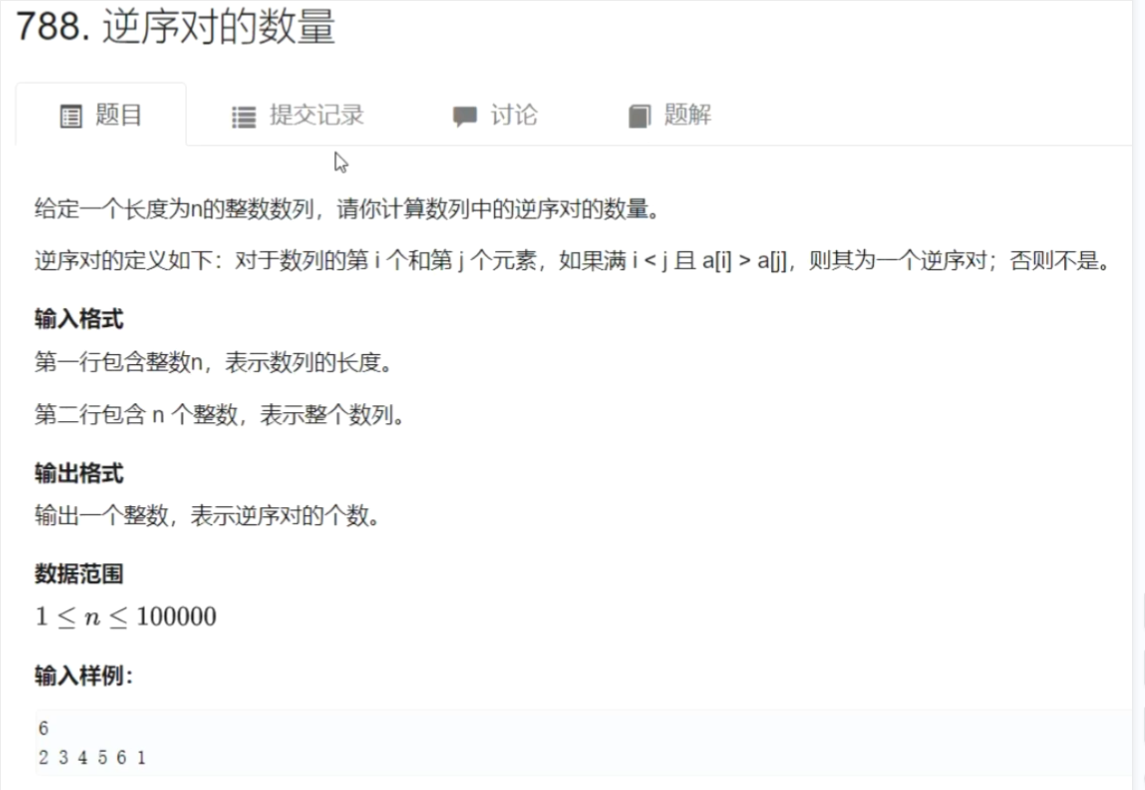 788. 逆序对的数量
题目 提交记录 讨论 题解
给定一个长度为n的整数数列，请你计算数列中的逆序对的数量。
逆序对的定义如下：对于数列的第 i 个和第 j 个元素，如果满 i < j 且 a[i] > a[j]，则其为一个逆序对；否则不是。
输入格式
第一行包含整数n，表示数列的长度。
第二行包含 n 个整数，表示整个数列。
输出格式
输出一个整数，表示逆序对的个数。
数据范围
1 ≤ n ≤ 100000
输入样例：
6
2 3 4 5 6 1